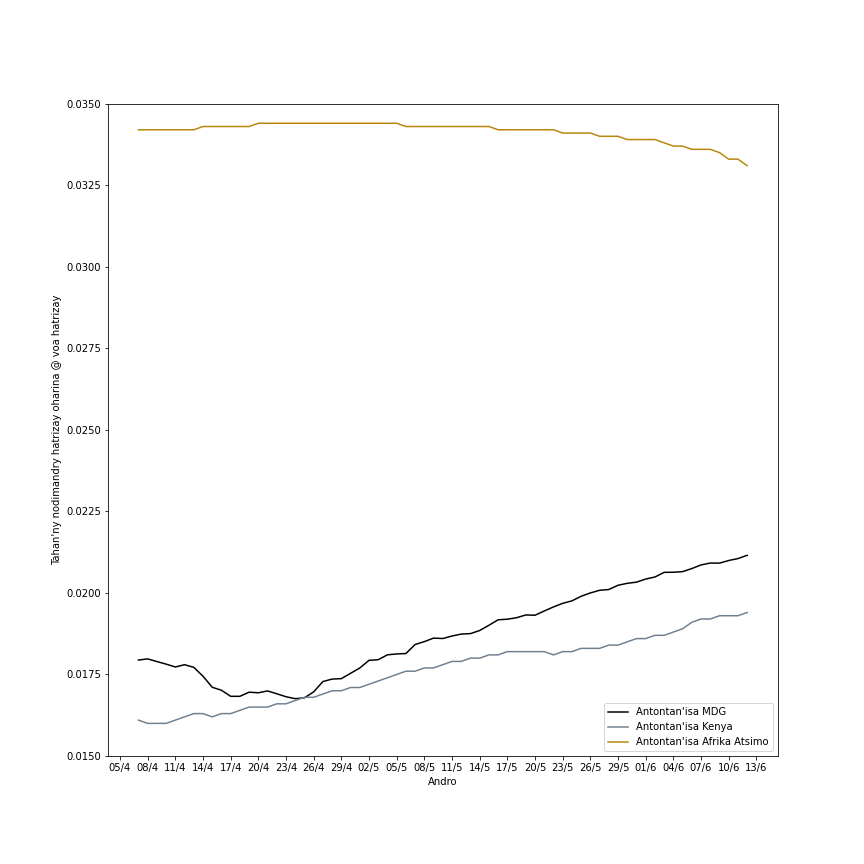 Tahan'ny nodimandry hatrizay oharina @ voa hatrizay
0.0350
0.0325
0.0300
0.0275
0.0250
0.0225
0.0200
0.0175
0.0150
Antontan'isa MDG
Antontan'isa Kenya
Antontan'isa Afrika Atsimo
05/4 08/4 11/4 14/4 17/4 20/4 23/4 26/4 29/4 02/5 05/5 08/5 11/5 14/5 17/5 20/5 23/5 26/5 29/5 01/6 04/6 07/6 10/6 13/6
Andro